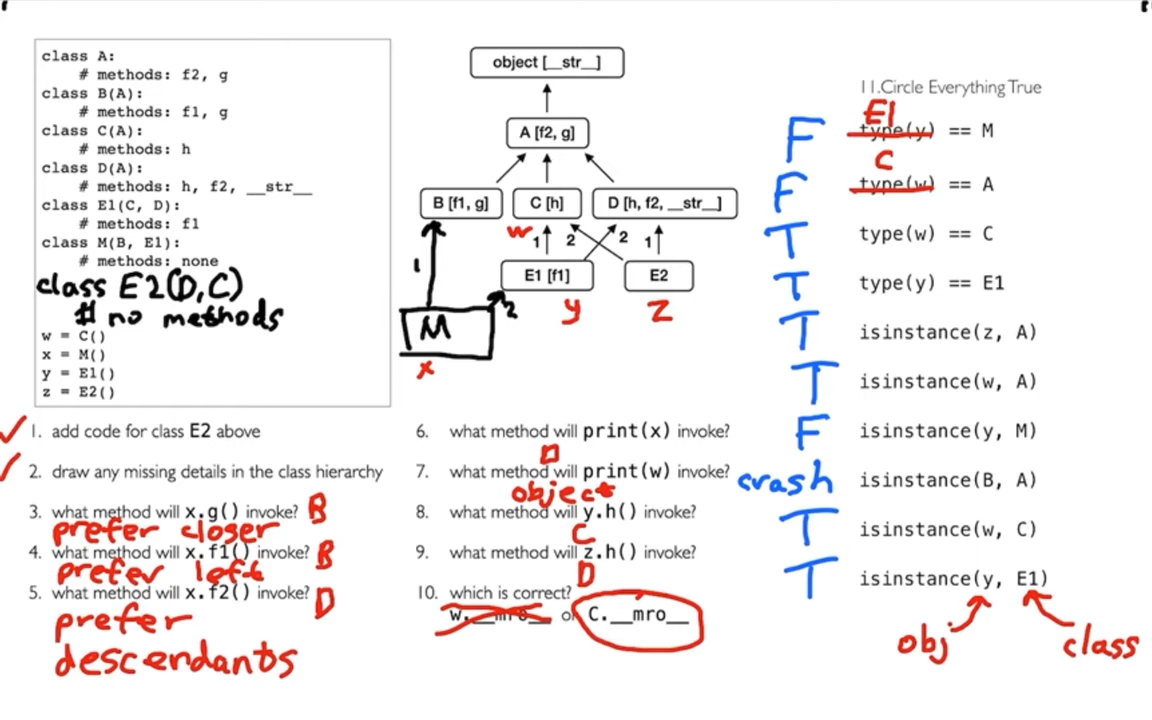 class A:
# methods: f2, g
class B(A):
# methods: f1, g
class C(A):
# methods: h
class D(A):
# methods: h, f2, __str__
class E1(C, D):
# methods: f1
class M(B, E1):
# methods: none
class E2(D,C)
# no methods
w = C()
x = M()
y = E1()
z = E2()
object [__str__]
A [f2, g]
B [f1, g]
C [h]
D [h, f2, __str__]
w
1
2
2
1
1
E1 [f1]
E2
2
y
z
M
x
1. add code for class E2 above
2. draw any missing details in the class hierarchy
3. what method will x.g() invoke? B
prefer closer
4. what method will x.f1() invoke? B
prefer left
5. what method will x.f2() invoke? D
prefer
descendants
6. what method will print(x) invoke?
D
7. what method will print(w) invoke?
object
8. what method will y.h() invoke?
C
9. what method will z.h() invoke?
D
10. which is correct?
w.__mro__ or C.__mro__
11.Circle Everything True
E1
F type(y) == M
C
F type(w) == A
T type(w) == C
T type(y) == E1
T isinstance(z, A)
T isinstance(w, A)
F isinstance(y, M)
crash isinstance(B, A)
T isinstance(w, C)
T isinstance(y, E1)
obj
class